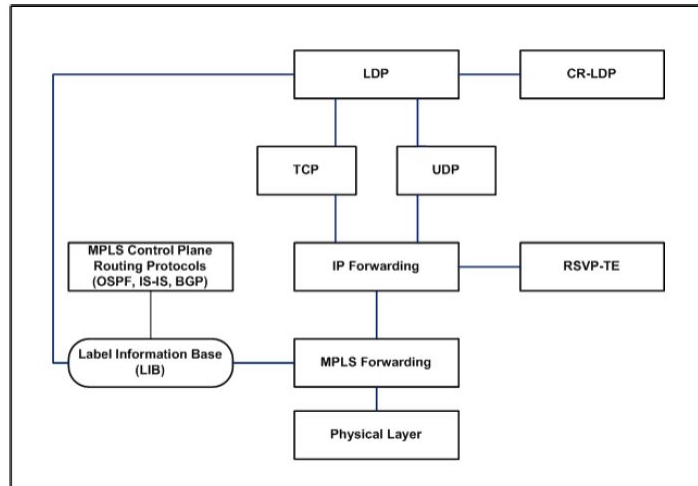 LDP
CR-LDP
TCP
UDP
MPLS Control Plane
Routing Protocols
(OSPF, IS-IS, BGP)
IP Forwarding
RSVP-TE
Label Information Base
(LIB)
MPLS Forwarding
Physical Layer